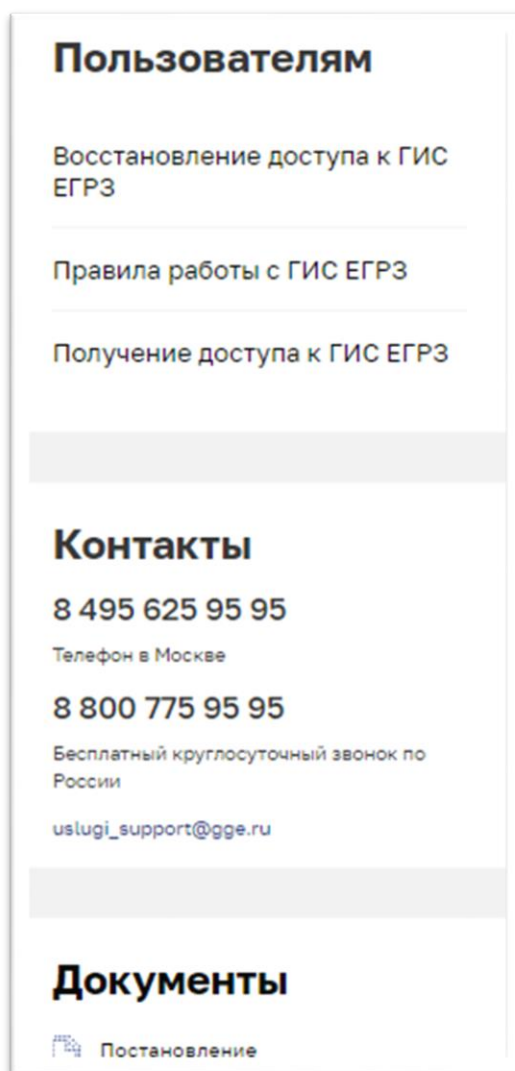 Пользователям
Восстановление доступа к ГИС
ЕГРЗ
Правила работы с ГИС ЕГРЗ
Получение доступа к ГИС ЕГРЗ
Контакты
8 495 625 95 95
Телефон в Москве
8 800 775 95 95
Бесплатный круглосуточный звонок по
России
uslugi_support@gge.ru
Документы
Постановление